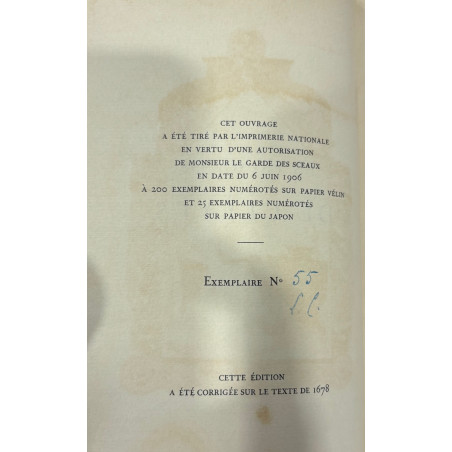 CET OUVRAGE
A ÉTÉ TIRÉ PAR L'IMPRIMERIE NATIONALE
EN VERTU D'UNE AUTORISATION
DE MONSIEUR LE GARDE DES SCEAUX
EN DATE DU 6 JUIN 1906
À 200 EXEMPLAIRES NUMÉROTÉS SUR PAPIER VÉLIN
ET 25 EXEMPLAIRES NUMÉROTÉS
SUR PAPIER DU JAPON
EXEMPLAIRE Nº 55
L.C.
CETTE ÉDITION
A ÉTÉ CORRIGÉE SUR LE TEXTE DE 1678